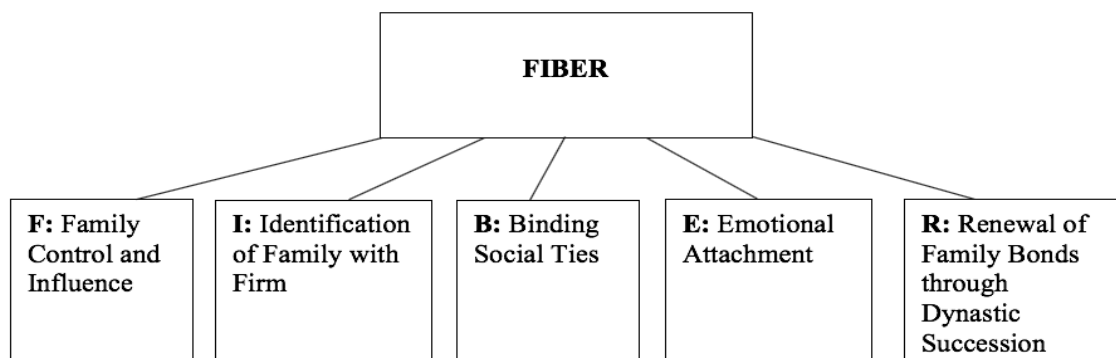 FIBER
F: Family
Control and
Influence
I: Identification
of Family with
Firm
B: Binding
Social Ties
E: Emotional
Attachment
R: Renewal of
Family Bonds
through
Dynastic
Succession